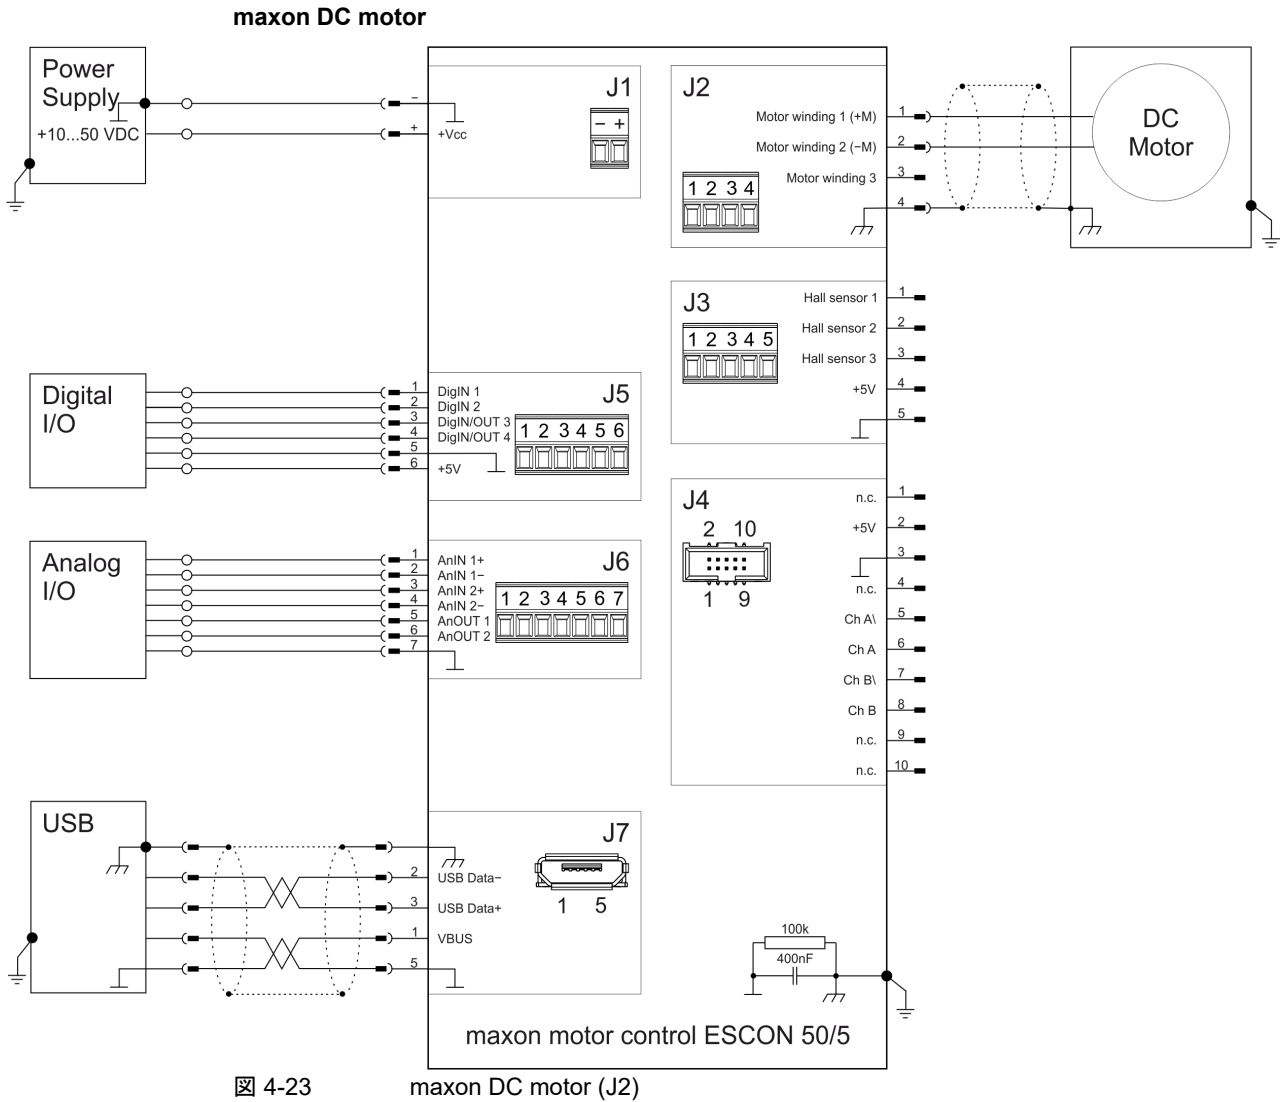 maxon DC motor
Power
Supply
+10...50 VDC
−
+
+Vcc
J1
− +
J2
1 2 3 4
Motor winding 1 (+M) 1
Motor winding 2 (−M) 2
Motor winding 3 3
4
DC
Motor
J3
1 2 3 4 5
Hall sensor 1 1
Hall sensor 2 2
Hall sensor 3 3
+5V 4
5
Digital
I/O
1 DigIN 1
2 DigIN 2
3 DigIN/OUT 3
4 DigIN/OUT 4
5
6 +5V
J5
1 2 3 4 5 6
J4
2 10
1 9
n.c. 1
+5V 2
3
n.c. 4
Ch A\ 5
Ch A 6
Ch B\ 7
Ch B 8
n.c. 9
n.c. 10
Analog
I/O
1 AnIN 1+
2 AnIN 1−
3 AnIN 2+
4 AnIN 2−
5 AnOUT 1
6 AnOUT 2
7
J6
1 2 3 4 5 6 7
USB
2 USB Data−
3 USB Data+
1 VBUS
5
J7
1 5
100k
400nF
maxon motor control ESCON 50/5
図 4-23 maxon DC motor (J2)